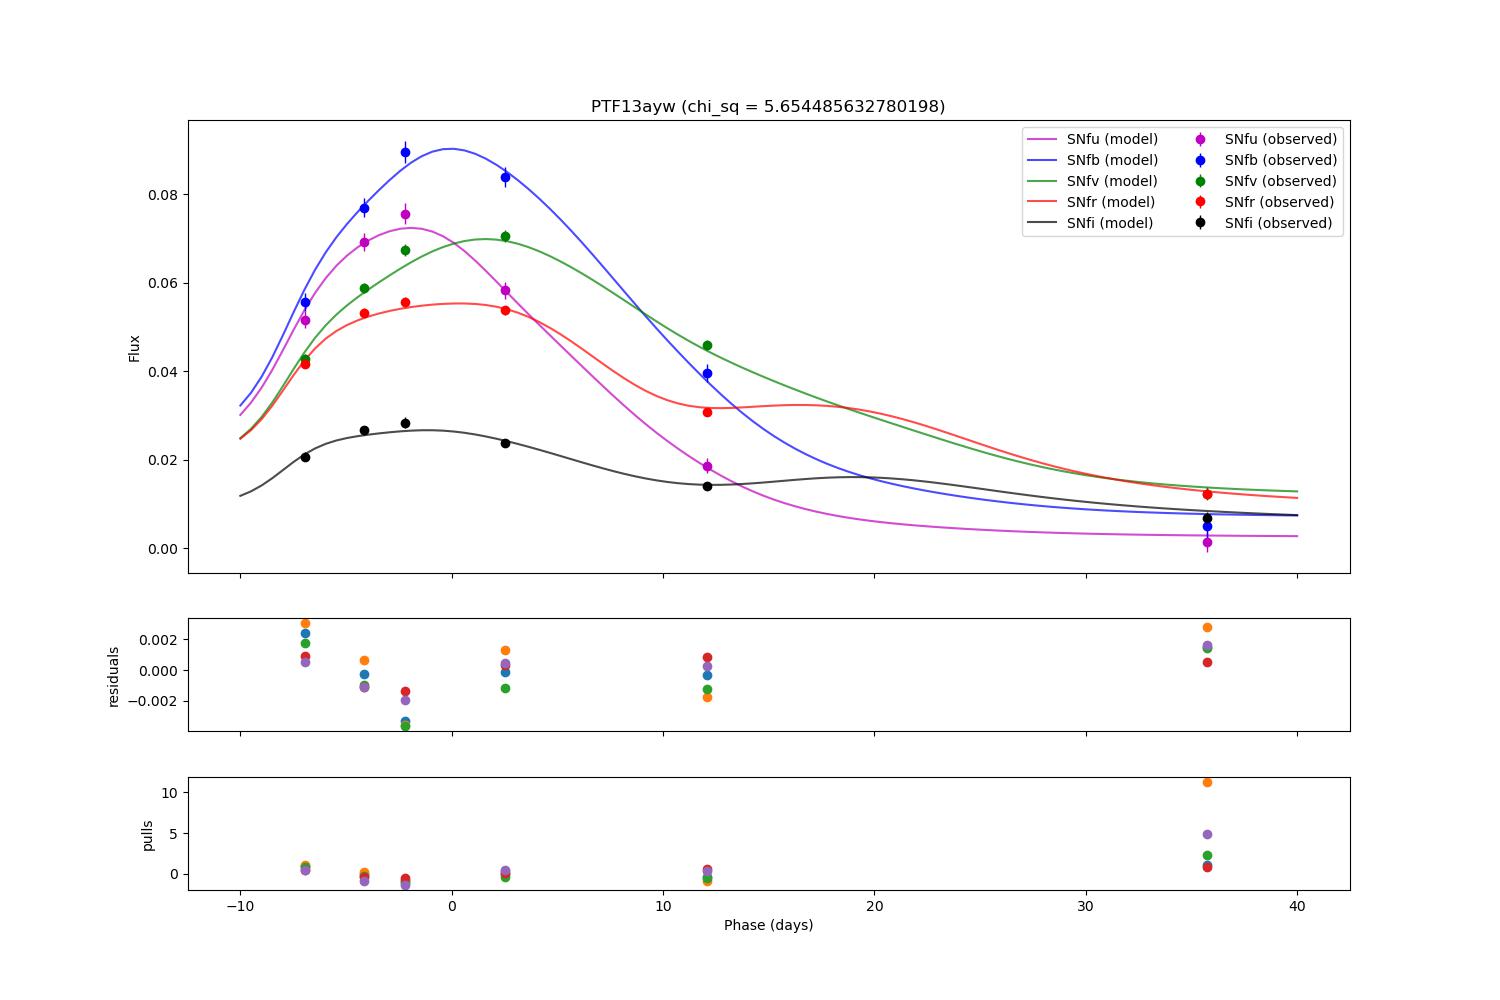 PTF13ayw (chi_sq = 5.654485632780198)
SNfu (model)
SNfb (model)
SNfv (model)
SNfr (model)
SNfi (model)
SNfu (observed)
SNfb (observed)
SNfv (observed)
SNfr (observed)
SNfi (observed)
Flux
0.08
0.06
0.04
0.02
0.00
residuals
0.002
0.000
−0.002
pulls
10
5
0
−10
0
10
20
30
40
Phase (days)